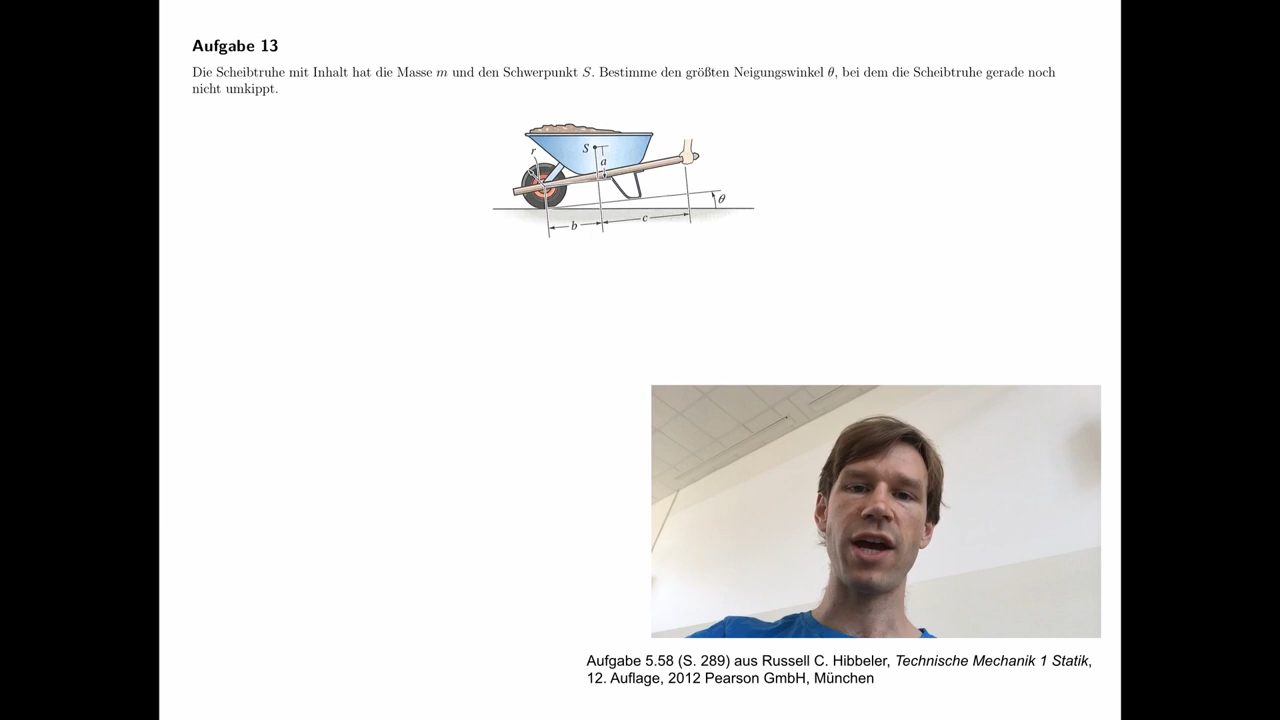 Aufgabe 13
Die Scheibtruhe mit Inhalt hat die Masse m und den Schwerpunkt S. Bestimme den größten Neigungswinkel θ, bei dem die Scheibtruhe gerade noch
nicht umkippt.
r
S
a
θ
b
c
Aufgabe 5.58 (S. 289) aus Russell C. Hibbeler, Technische Mechanik 1 Statik,
12. Auflage, 2012 Pearson GmbH, München